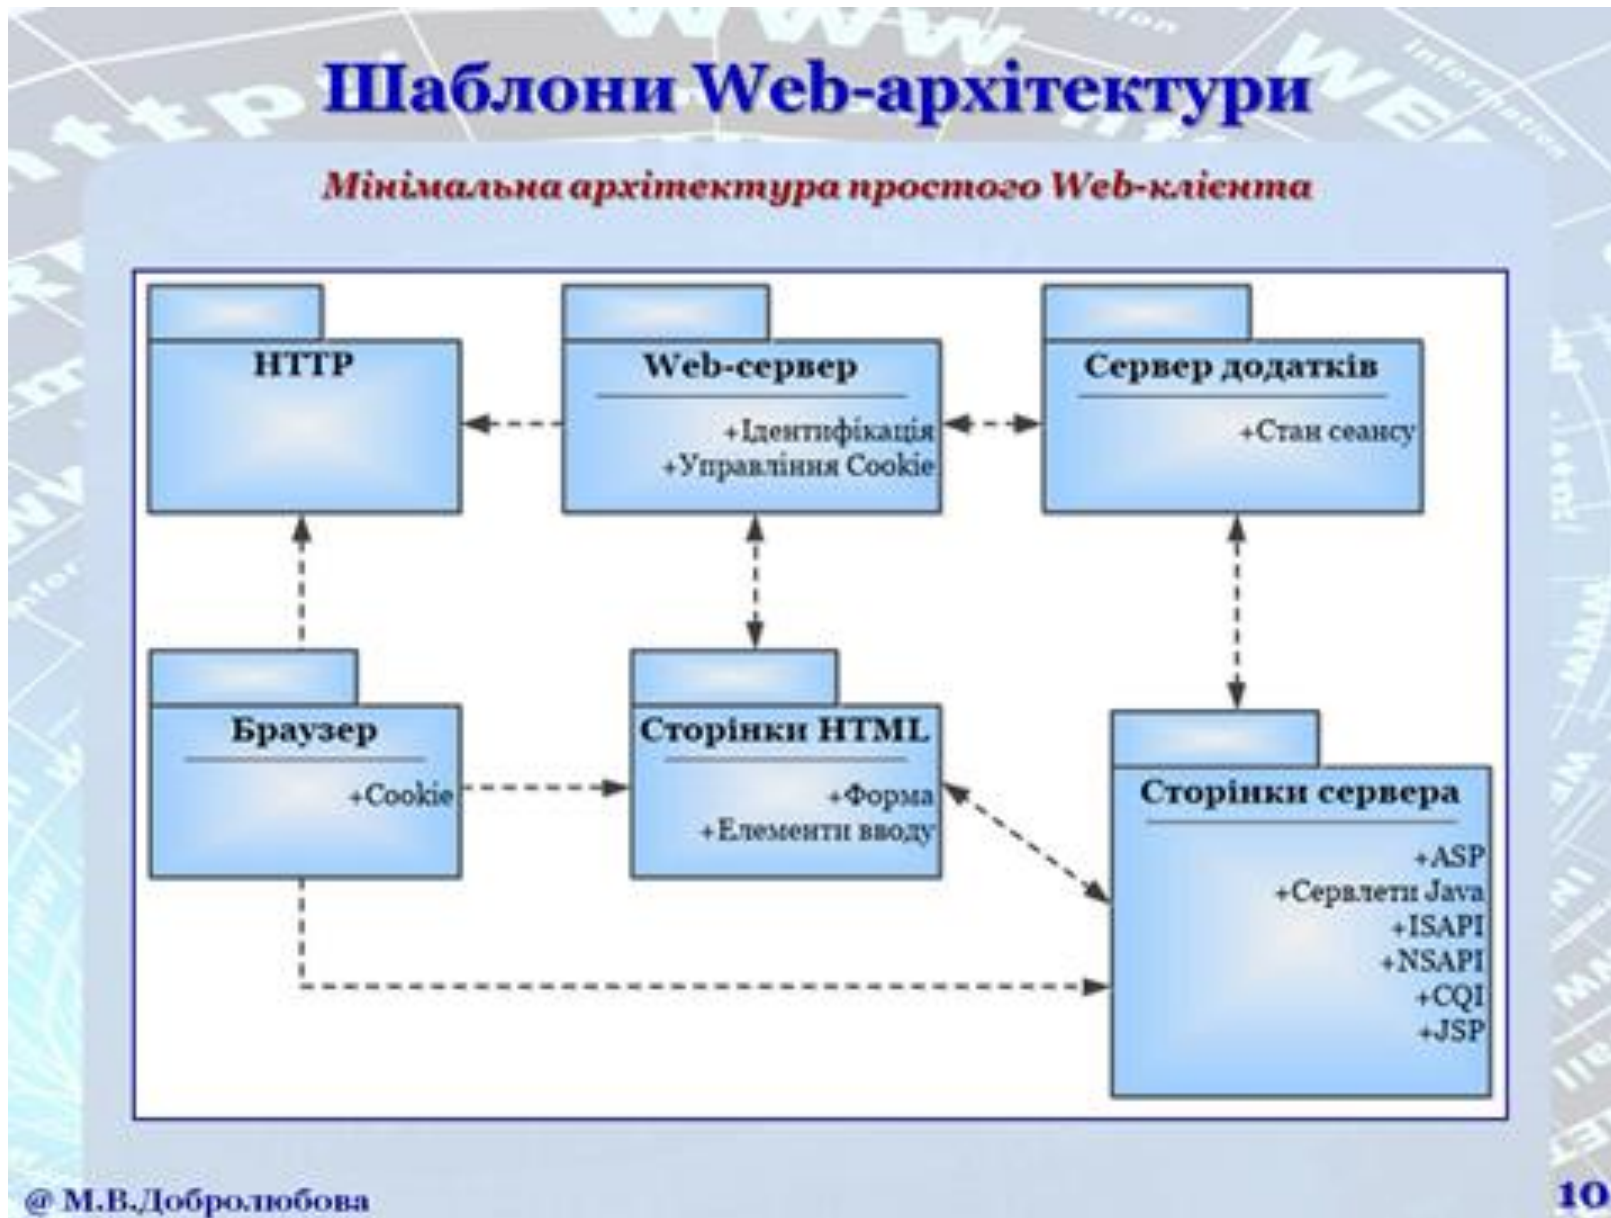 Шаблони Web-архітектури
Мінімальна архітектура простого Web-клієнта
HTTP
Web-сервер
+Ідентифікація
+Управління Cookie
Сервер додатків
+Стан сеансу
Браузер
+Cookie
Сторінки HTML
+Форма
+Елементи вводу
Сторінки сервера
+ASP
+Сервлети Java
+ISAPI
+NSAPI
+CQI
+JSP
@ М.В.Добролюбова
10